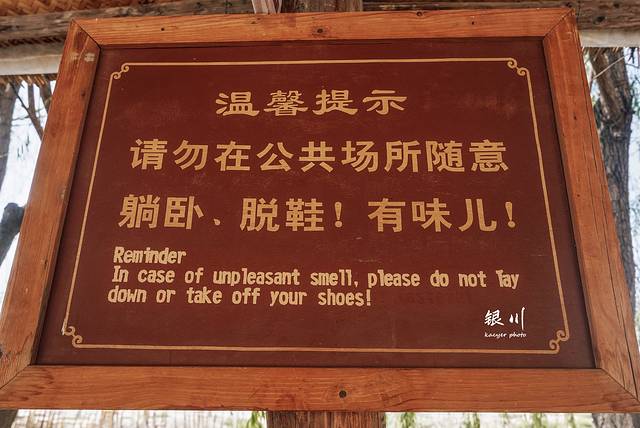 温馨提示
请勿在公共场所随意
躺卧、脱鞋！有味儿！
Reminder
In case of unpleasant smell, please do not lay
down or take off your shoes!
银川
kaeyer photo